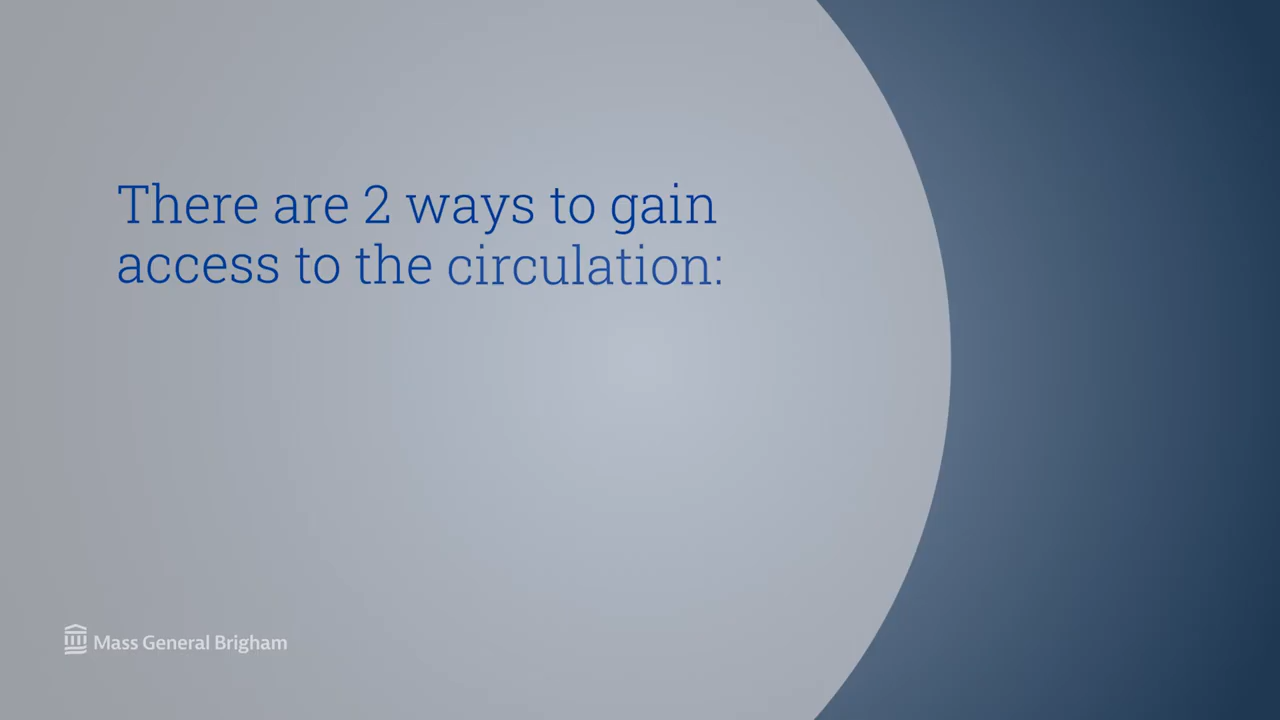 There are 2 ways to gain
access to the circulation:
Mass General Brigham